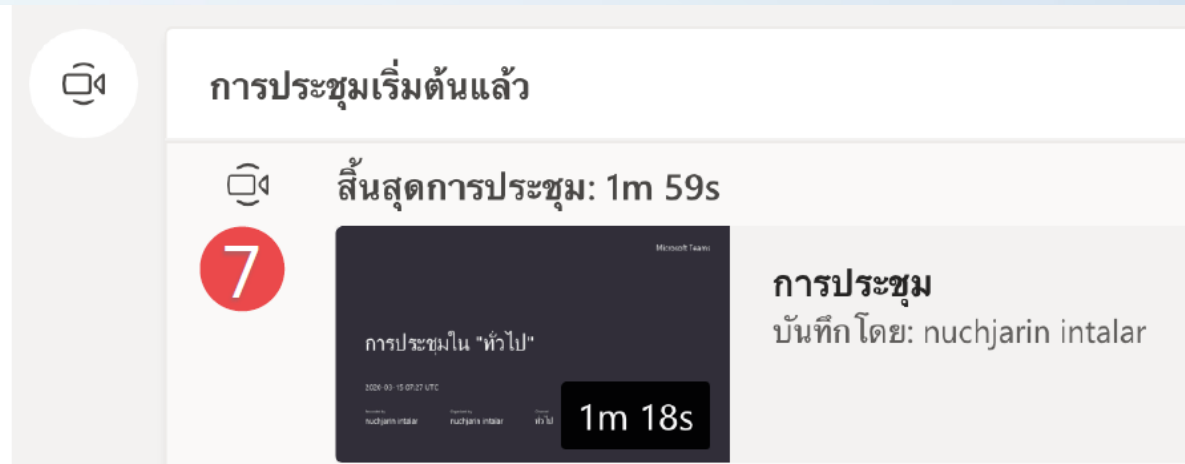 การประชุมเริ่มต้นแล้ว
สิ้นสุดการประชุม: 1m 59s
7
Microsoft Teams
การประชุมใน "ทั่วไป"
2020-03-15 07:27 UTC
nuchjarin intalar
nuchjarin intalar
ทั่วไป
1m 18s
การประชุม
บันทึกโดย: nuchjarin intalar